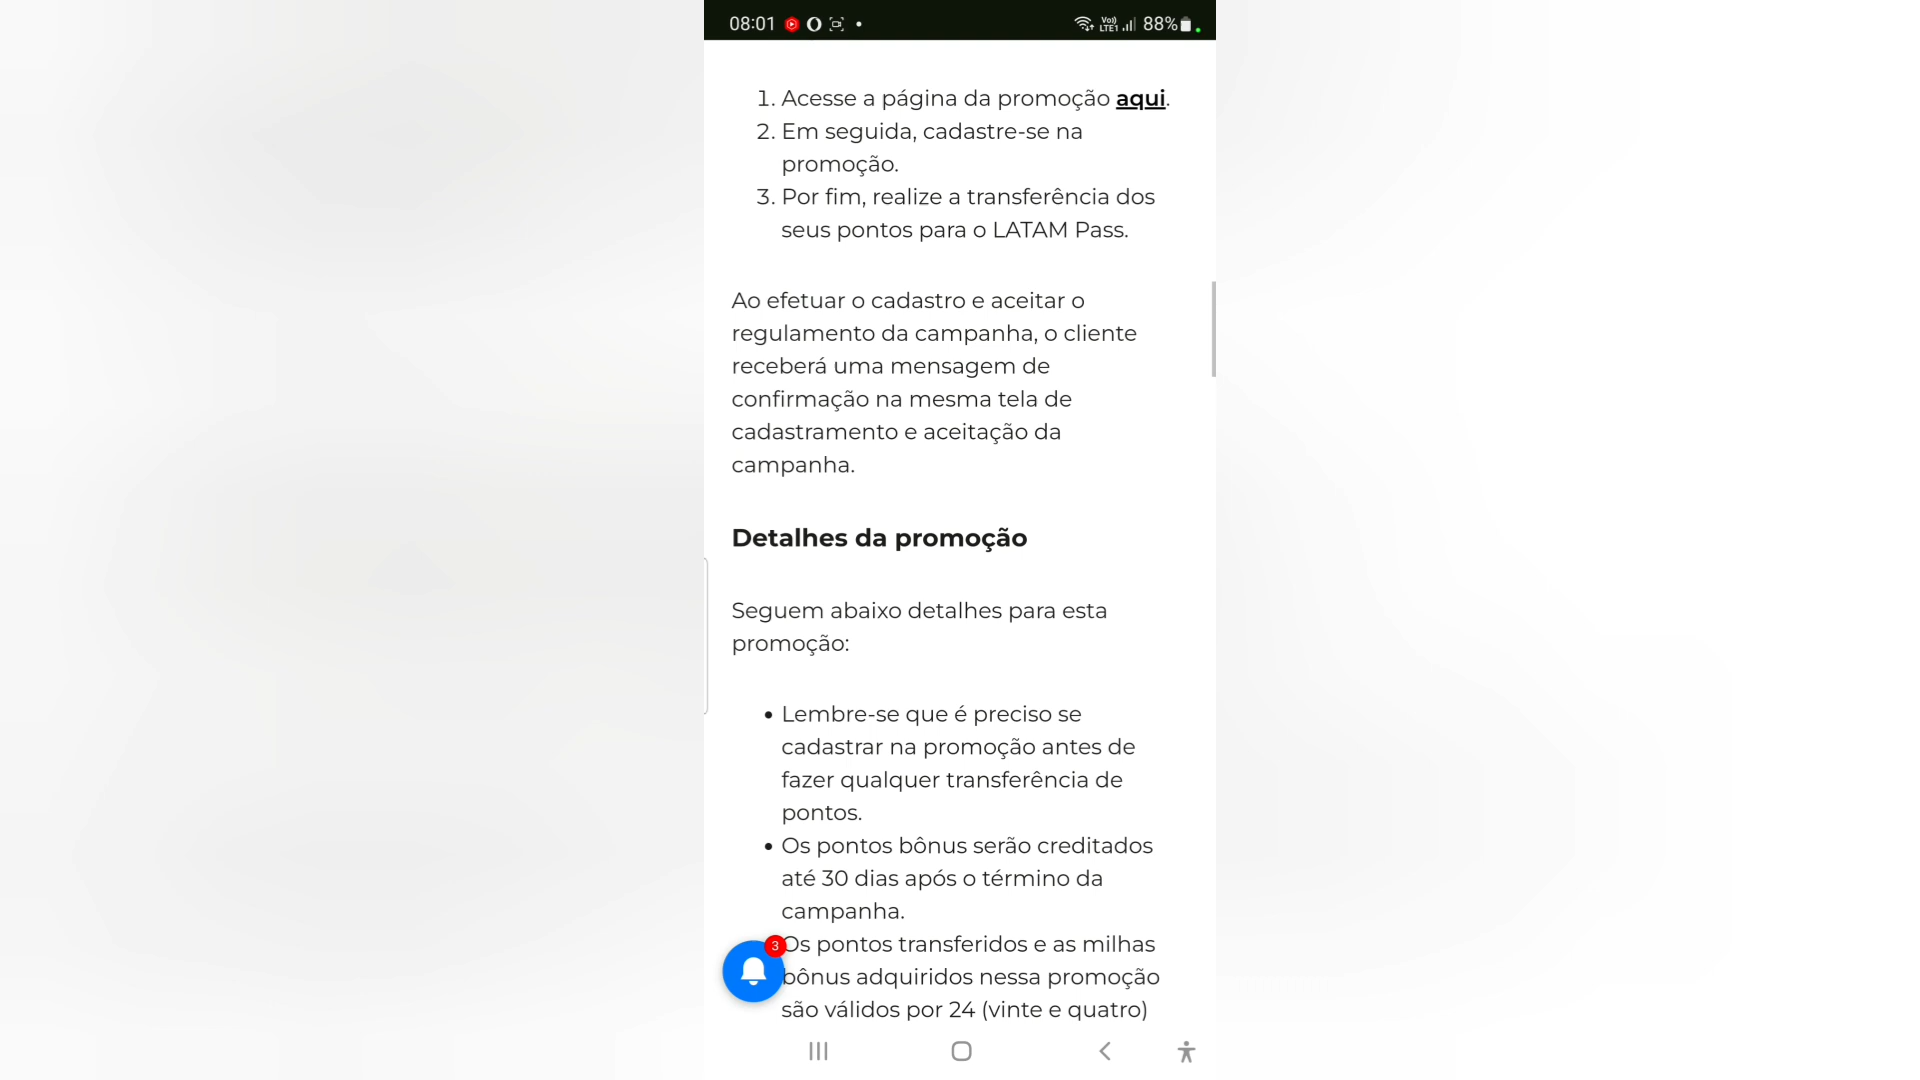 08:01
Vo))
LTE1
88%
1. Acesse a página da promoção aqui.
2. Em seguida, cadastre-se na
promoção.
3. Por fim, realize a transferência dos
seus pontos para o LATAM Pass.
Ao efetuar o cadastro e aceitar o
regulamento da campanha, o cliente
receberá uma mensagem de
confirmação na mesma tela de
cadastramento e aceitação da
campanha.
Detalhes da promoção
Seguem abaixo detalhes para esta
promoção:
• Lembre-se que é preciso se
cadastrar na promoção antes de
fazer qualquer transferência de
pontos.
• Os pontos bônus serão creditados
até 30 dias após o término da
campanha.
3
Os pontos transferidos e as milhas
bônus adquiridos nessa promoção
são válidos por 24 (vinte e quatro)